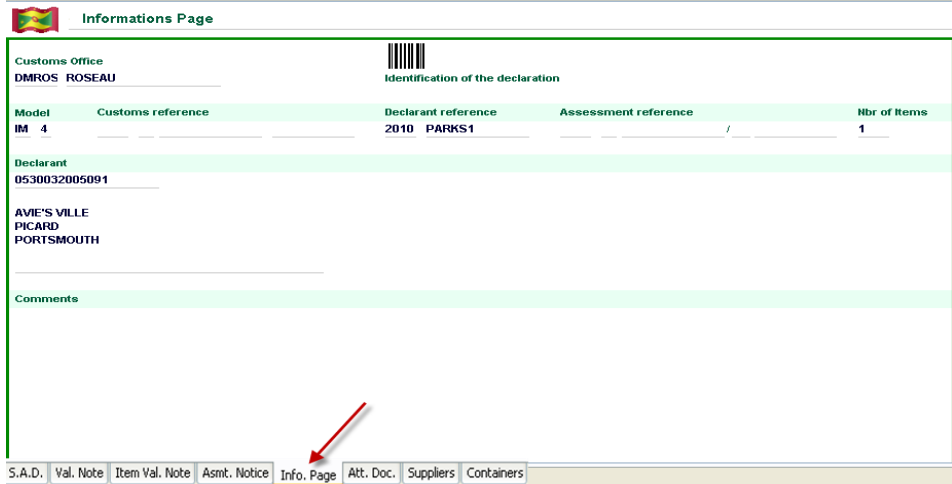 Informations Page
Customs Office
DMROS ROSEAU
Identification of the declaration
Model Customs reference Declarant reference Assessment reference Nbr of Items
IM 4 2010 PARKS1 / 1
Declarant
0530032005091
AVIE'S VILLE
PICARD
PORTSMOUTH
Comments
S.A.D. Val. Note Item Val. Note Asmt. Notice Info. Page Att. Doc. Suppliers Containers